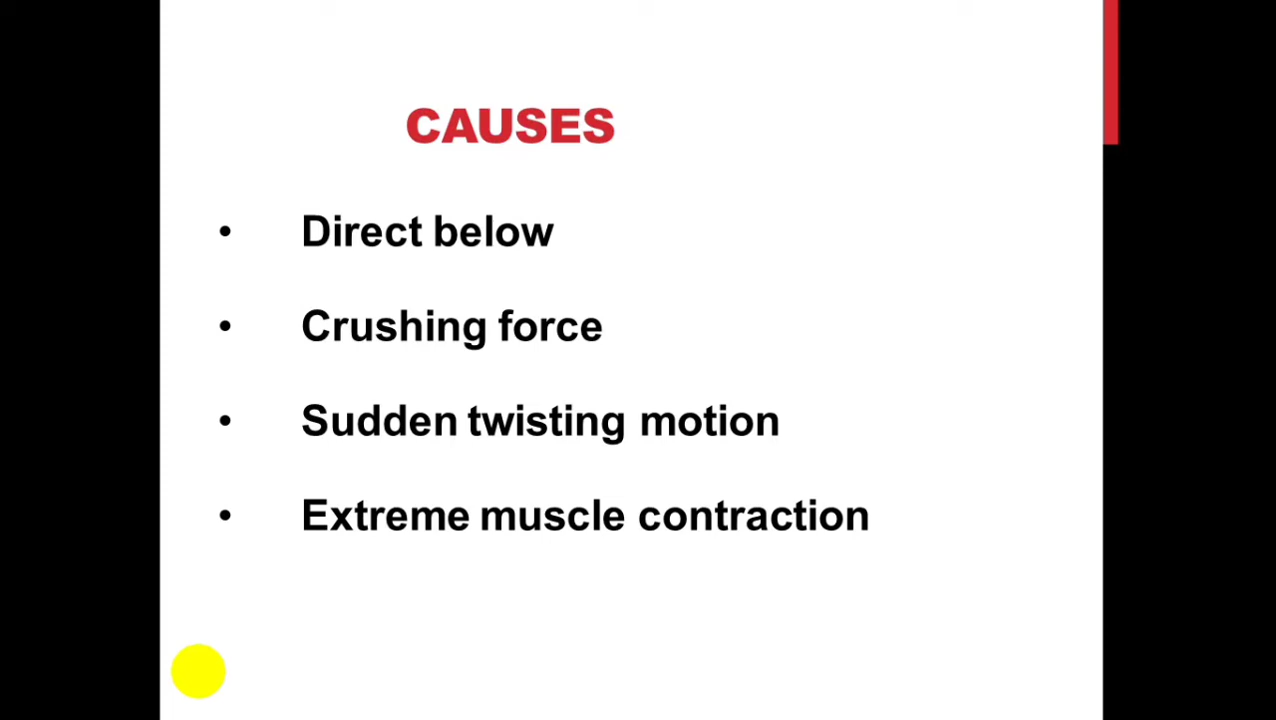 CAUSES
• Direct below
• Crushing force
• Sudden twisting motion
• Extreme muscle contraction